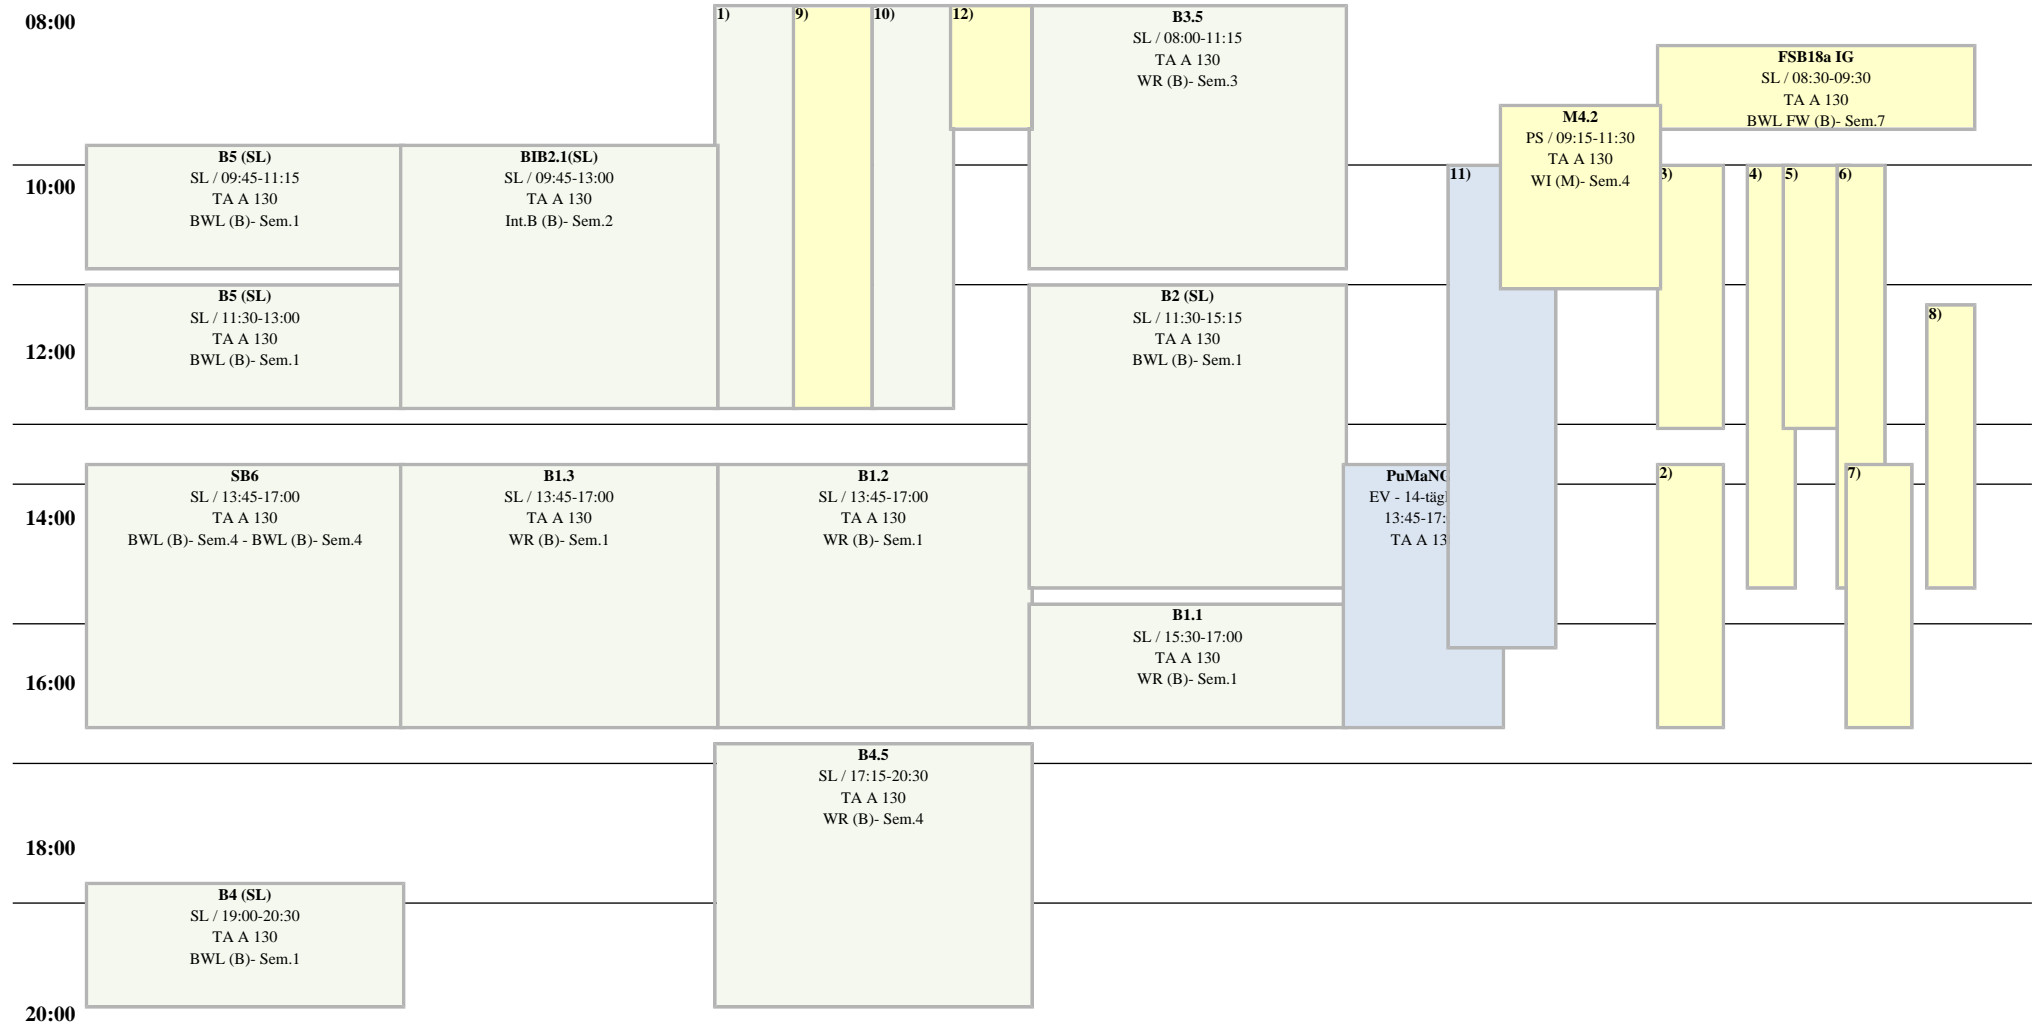 08:00
10:00
12:00
14:00
16:00
18:00
20:00
B5 (SL)
SL / 09:45-11:15
TA A 130
BWL (B)- Sem.1
B5 (SL)
SL / 11:30-13:00
TA A 130
BWL (B)- Sem.1
SB6
SL / 13:45-17:00
TA A 130
BWL (B)- Sem.4 - BWL (B)- Sem.4
B4 (SL)
SL / 19:00-20:30
TA A 130
BWL (B)- Sem.1
BIB2.1(SL)
SL / 09:45-13:00
TA A 130
Int.B (B)- Sem.2
B1.3
SL / 13:45-17:00
TA A 130
WR (B)- Sem.1
1)
9)
10)
12)
B1.2
SL / 13:45-17:00
TA A 130
WR (B)- Sem.1
B4.5
SL / 17:15-20:30
TA A 130
WR (B)- Sem.4
B3.5
SL / 08:00-11:15
TA A 130
WR (B)- Sem.3
B2 (SL)
SL / 11:30-15:15
TA A 130
BWL (B)- Sem.1
B1.1
SL / 15:30-17:00
TA A 130
WR (B)- Sem.1
PuMaNO
EV - 14-tägl
13:45-17:
TA A 13
11)
M4.2
PS / 09:15-11:30
TA A 130
WI (M)- Sem.4
FSB18a IG
SL / 08:30-09:30
TA A 130
BWL FW (B)- Sem.7
3)
4)
5)
6)
8)
2)
7)